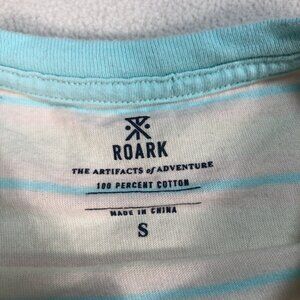 ROARK
THE ARTIFACTS of ADVENTURE
100 PERCENT COTTON
MADE IN CHINA
S